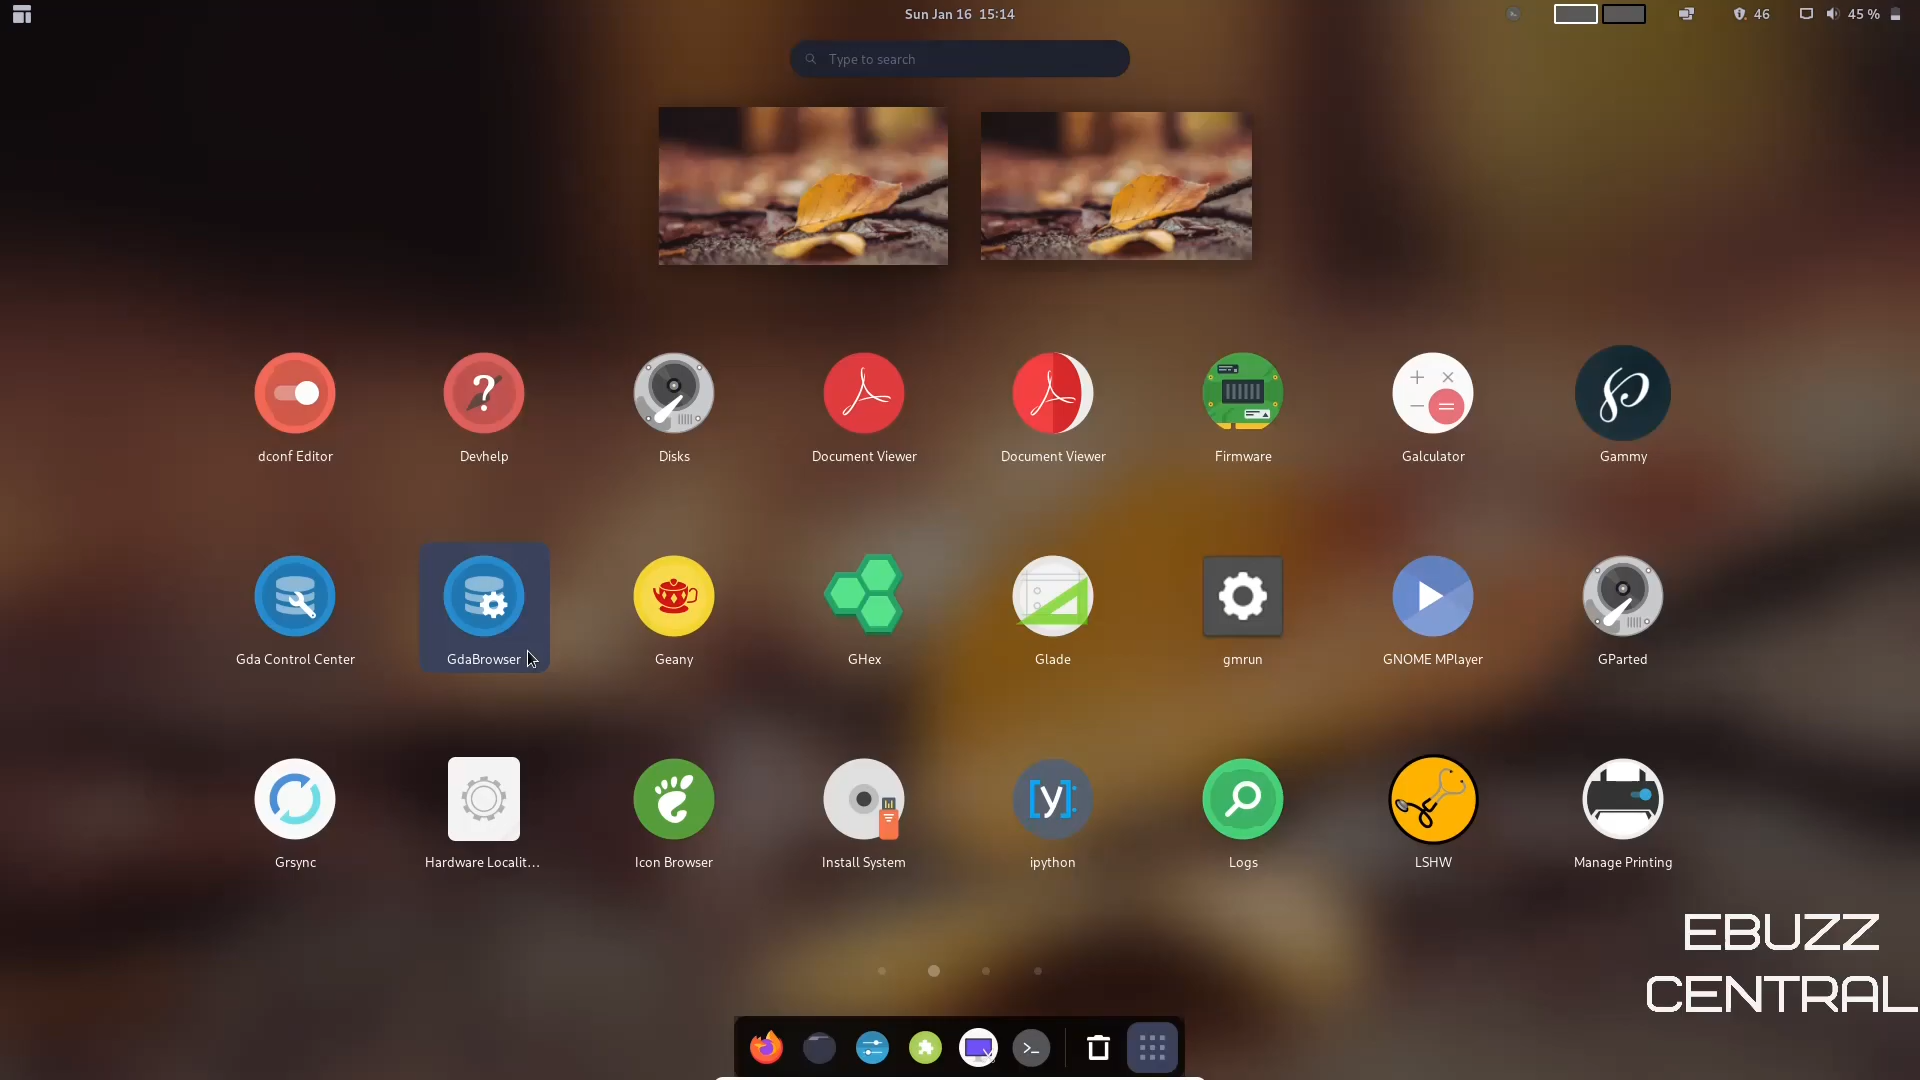 Sun Jan 16 15:14
46
45 %
Type to search
dconf Editor
Devhelp
Disks
Document Viewer
Document Viewer
Firmware
Galculator
Gammy
Gda Control Center
GdaBrowser
Geany
GHex
Glade
gmrun
GNOME MPlayer
GParted
Grsync
Hardware Localit...
Icon Browser
Install System
[y]:
ipython
Logs
LSHW
Manage Printing
EBUZZ
CENTRAL